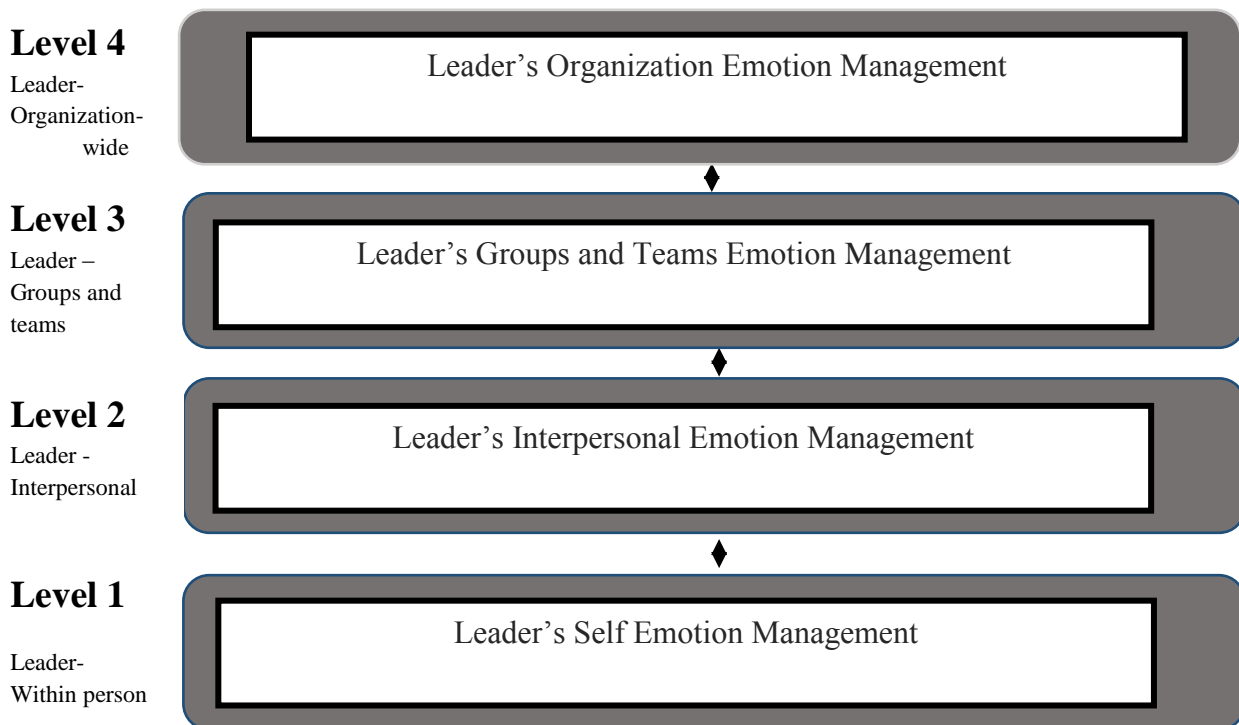 Level 4
Leader-
Organization-
wide
Leader’s Organization Emotion Management
Level 3
Leader –
Groups and
teams
Leader’s Groups and Teams Emotion Management
Level 2
Leader -
Interpersonal
Leader’s Interpersonal Emotion Management
Level 1
Leader-
Within person
Leader’s Self Emotion Management